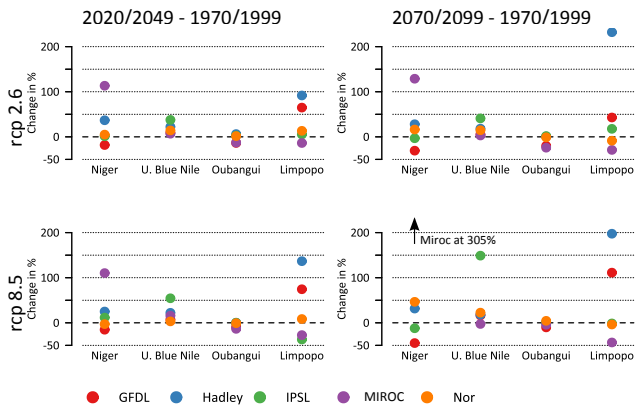 2020/2049 - 1970/1999
2070/2099 - 1970/1999
rcp 2.6
Change in %
200
100
0
-50
Niger
U. Blue Nile
Oubangui
Limpopo
Change in %
200
100
0
-50
Niger
U. Blue Nile
Oubangui
Limpopo
rcp 8.5
Change in %
200
100
0
-50
Niger
U. Blue Nile
Oubangui
Limpopo
Change in %
200
100
0
-50
Miroc at 305%
Niger
U. Blue Nile
Oubangui
Limpopo
GFDL
Hadley
IPSL
MIROC
Nor